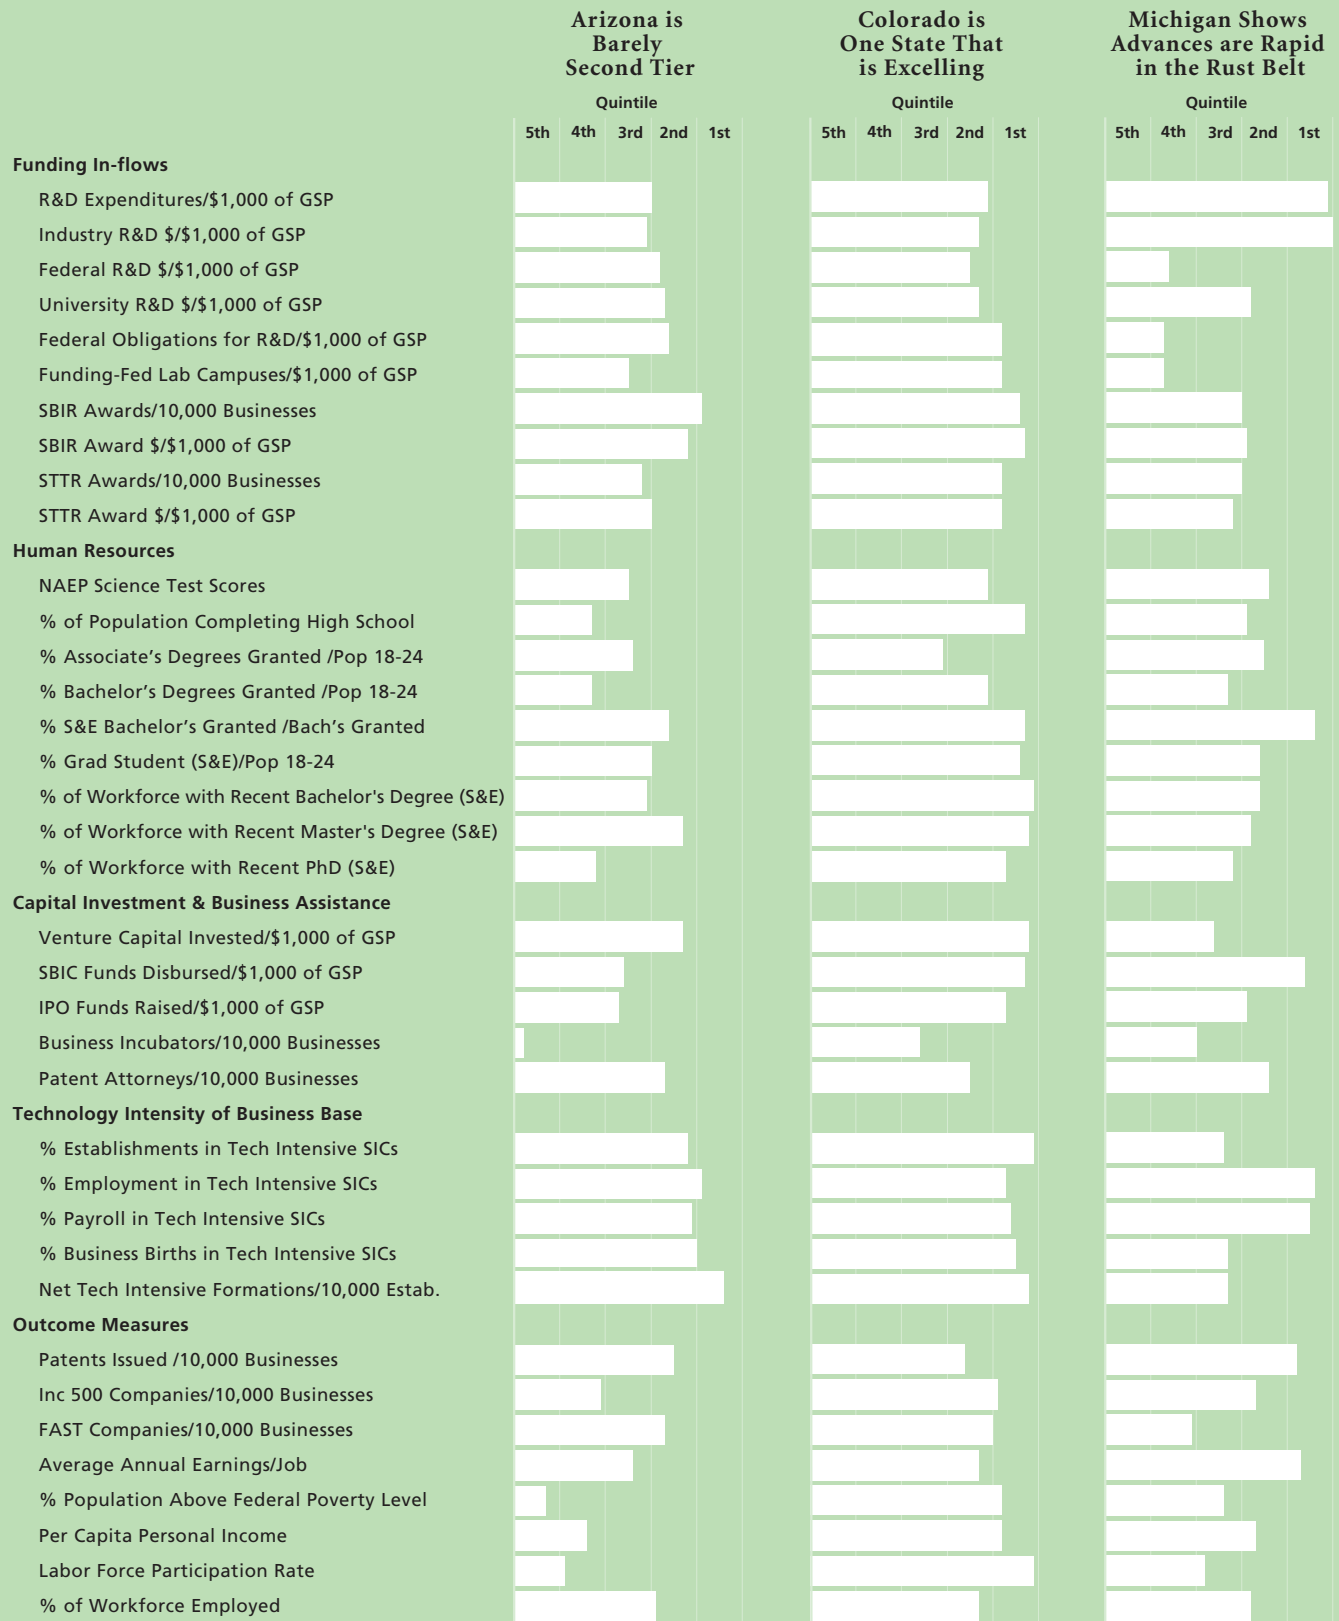 Arizona is
Barely
Second Tier
Colorado is
One State That
is Excelling
Michigan Shows
Advances are Rapid
in the Rust Belt
Quintile Quintile Quintile
5th 4th 3rd 2nd 1st 5th 4th 3rd 2nd 1st 5th 4th 3rd 2nd 1st
Funding In-flows
R&D Expenditures/$1,000 of GSP
Industry R&D $/$1,000 of GSP
Federal R&D $/$1,000 of GSP
University R&D $/$1,000 of GSP
Federal Obligations for R&D/$1,000 of GSP
Funding-Fed Lab Campuses/$1,000 of GSP
SBIR Awards/10,000 Businesses
SBIR Award $/$1,000 of GSP
STTR Awards/10,000 Businesses
STTR Award $/$1,000 of GSP
Human Resources
NAEP Science Test Scores
% of Population Completing High School
% Associate’s Degrees Granted /Pop 18-24
% Bachelor’s Degrees Granted /Pop 18-24
% S&E Bachelor’s Granted /Bach’s Granted
% Grad Student (S&E)/Pop 18-24
% of Workforce with Recent Bachelor's Degree (S&E)
% of Workforce with Recent Master's Degree (S&E)
% of Workforce with Recent PhD (S&E)
Capital Investment & Business Assistance
Venture Capital Invested/$1,000 of GSP
SBIC Funds Disbursed/$1,000 of GSP
IPO Funds Raised/$1,000 of GSP
Business Incubators/10,000 Businesses
Patent Attorneys/10,000 Businesses
Technology Intensity of Business Base
% Establishments in Tech Intensive SICs
% Employment in Tech Intensive SICs
% Payroll in Tech Intensive SICs
% Business Births in Tech Intensive SICs
Net Tech Intensive Formations/10,000 Estab.
Outcome Measures
Patents Issued /10,000 Businesses
Inc 500 Companies/10,000 Businesses
FAST Companies/10,000 Businesses
Average Annual Earnings/Job
% Population Above Federal Poverty Level
Per Capita Personal Income
Labor Force Participation Rate
% of Workforce Employed